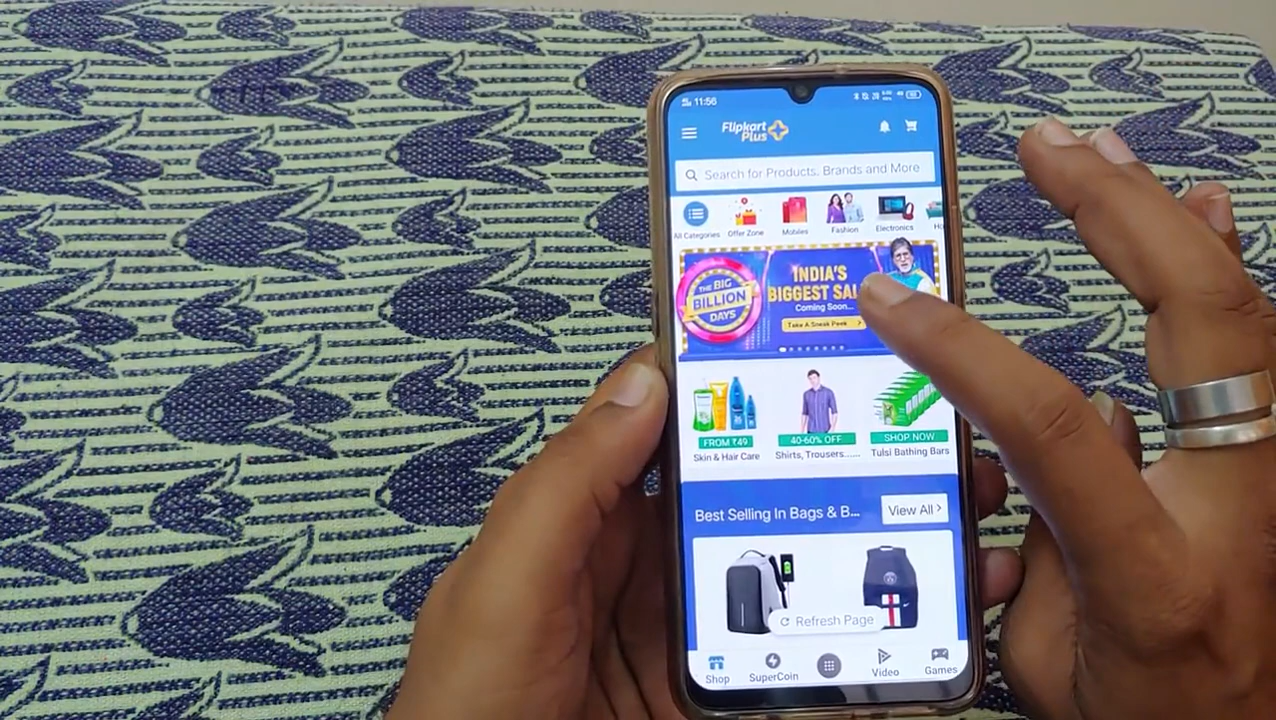 11:56
Flipkart
Plus
Search for Products, Brands and More
All Categories
Offer Zone
Mobiles
Fashion
Electronics
Ho
THE BIG
BILLION
DAYS
INDIA'S
BIGGEST SAL
Coming Soon...
Take A Sneak Peek
FROM ₹49
Skin & Hair Care
40-60% OFF
Shirts, Trousers......
SHOP NOW
Tulsi Bathing Bars
Best Selling In Bags & B...
View All
Refresh Page
Shop
SuperCoin
Video
Games